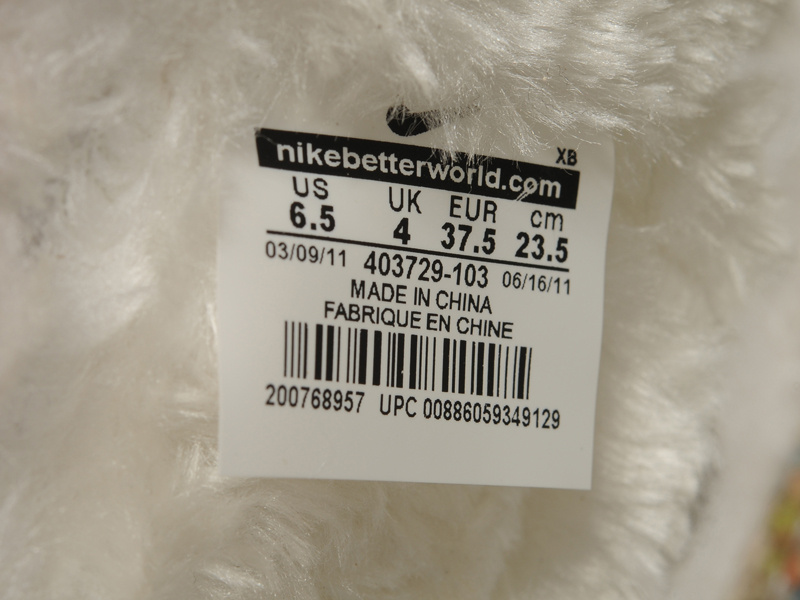 XB
nikebetterworld.com
US UK EUR cm
6.5 4 37.5 23.5
03/09/11 403729-103 06/16/11
MADE IN CHINA
FABRIQUE EN CHINE
200768957 UPC 00886059349129